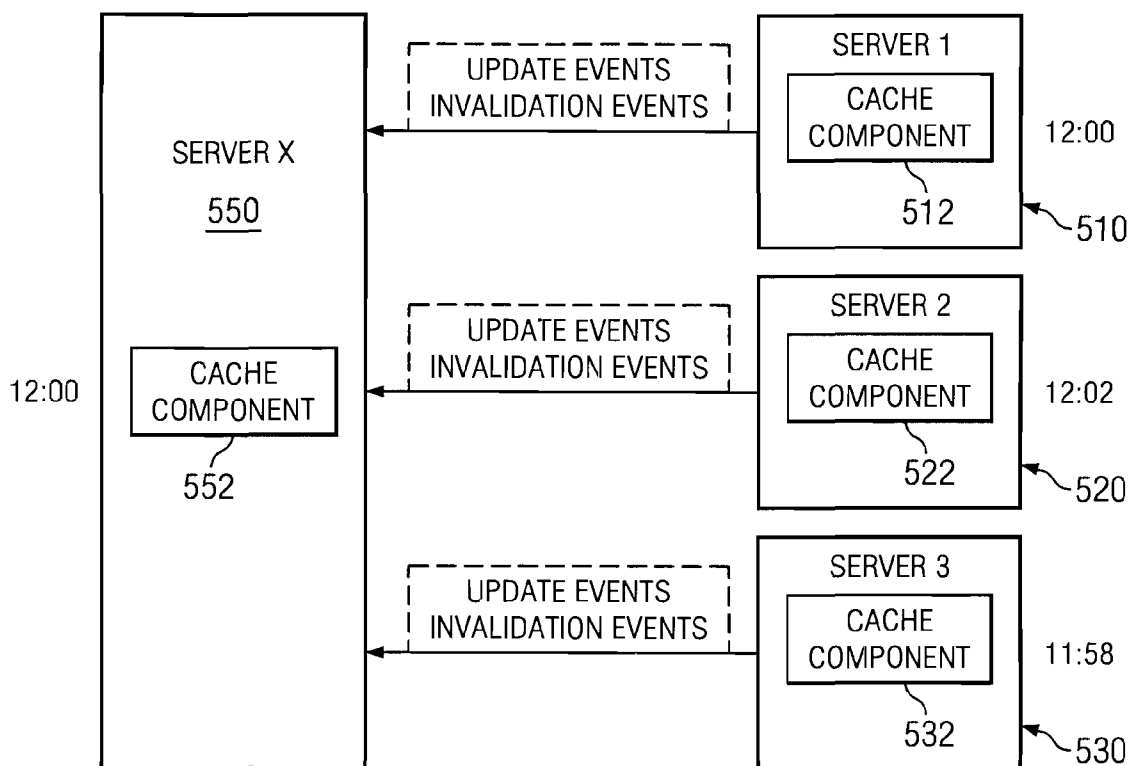 12:00
SERVER X
550
CACHE
COMPONENT
552
UPDATE EVENTS
INVALIDATION EVENTS
SERVER 1
CACHE
COMPONENT
512
12:00
510
UPDATE EVENTS
INVALIDATION EVENTS
SERVER 2
CACHE
COMPONENT
522
12:02
520
UPDATE EVENTS
INVALIDATION EVENTS
SERVER 3
CACHE
COMPONENT
532
11:58
530